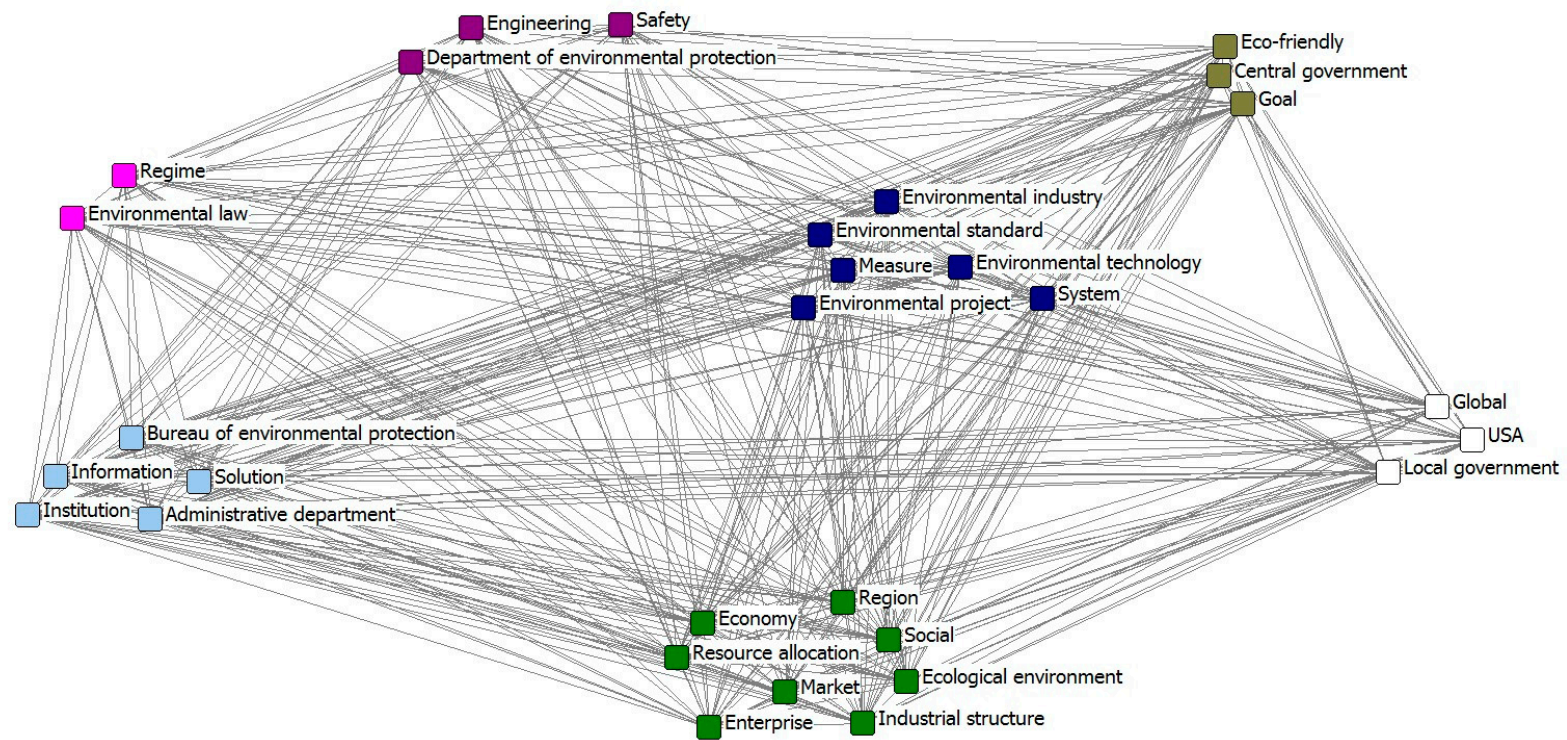 Engineering
Safety
Department of environmental protection
Eco-friendly
Central government
Goal
Regime
Environmental law
Environmental industry
Environmental standard
Measure
Environmental technology
Environmental project
System
Global
USA
Local government
Bureau of environmental protection
Information
Solution
Institution
Administrative department
Region
Economy
Social
Resource allocation
Ecological environment
Market
Enterprise
Industrial structure